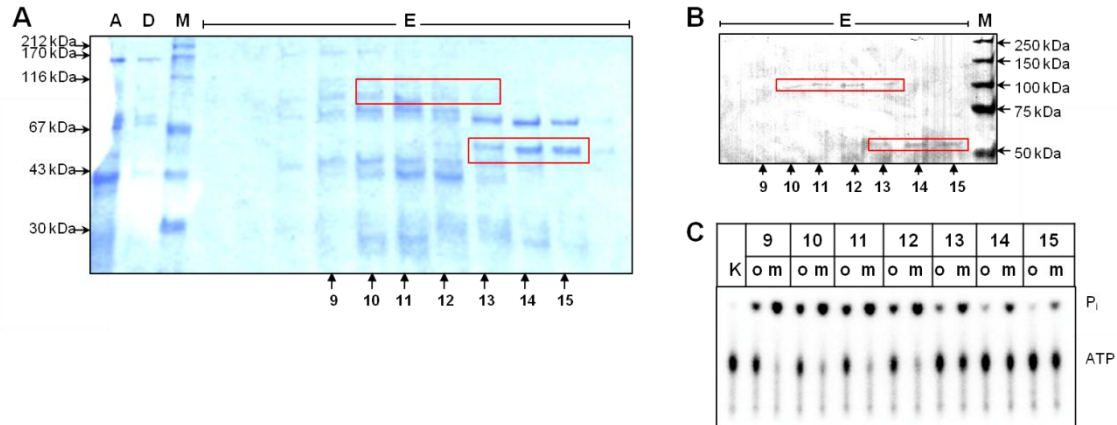 A
A D M E
212 kDa
170 kDa
116 kDa
67 kDa
43 kDa
30 kDa
9 10 11 12 13 14 15
B
E M
250 kDa
150 kDa
100 kDa
75 kDa
50 kDa
9 10 11 12 13 14 15
C
9 10 11 12 13 14 15
K o m o m o m o m o m o m o m
Pi
ATP